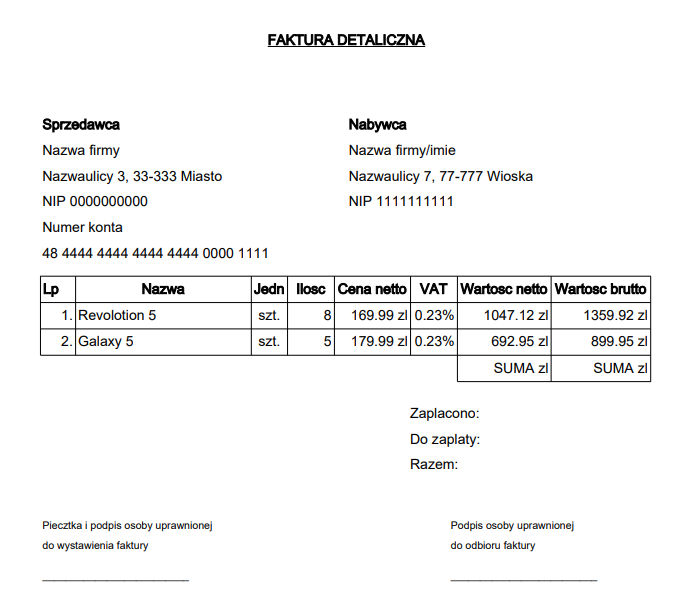 FAKTURA DETALICZNA
Sprzedawca Nabywca
Nazwa firmy Nazwa firmy/imie
Nazwaulicy 3, 33-333 Miasto Nazwaulicy 7, 77-777 Wioska
NIP 0000000000 NIP 1111111111
Numer konta
48 4444 4444 4444 4444 0000 1111
Lp Nazwa Jedn Ilosc Cena netto VAT Wartosc netto Wartosc brutto
1. Revolotion 5 szt. 8 169.99 zl 0.23% 1047.12 zl 1359.92 zl
2. Galaxy 5 szt. 5 179.99 zl 0.23% 692.95 zl 899.95 zl
SUMA zl SUMA zl
Zaplacono:
Do zaplaty:
Razem:
Piecztka i podpis osoby uprawnionej Podpis osoby uprawnionej
do wystawienia faktury do odbioru faktury